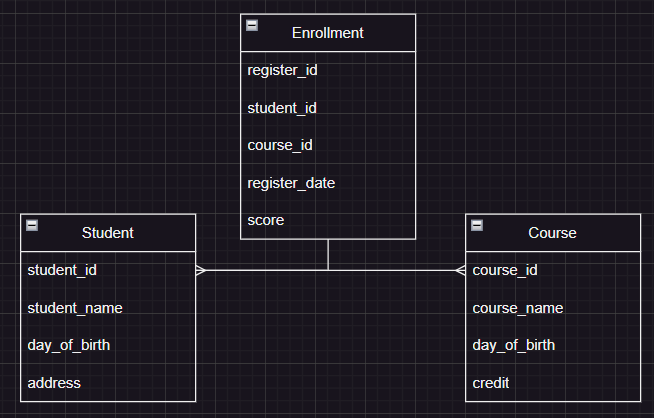 Enrollment
register_id
student_id
course_id
register_date
score
Student
student_id
student_name
day_of_birth
address
Course
course_id
course_name
day_of_birth
credit